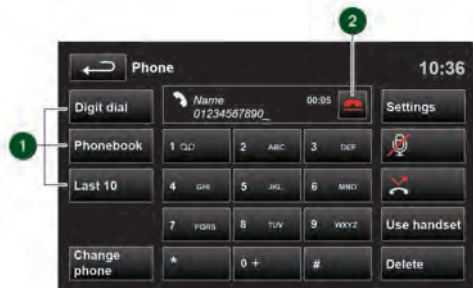 2
Phone 10:36
Digit dial Name 00:05 Settings
01234567890_
1
Phonebook 1 2 ABC 3 DEF
Last 10 4 GHI 5 JKL 6 MNO
7 PQRS 8 TUV 9 WXYZ Use handset
Change phone * 0 + # Delete